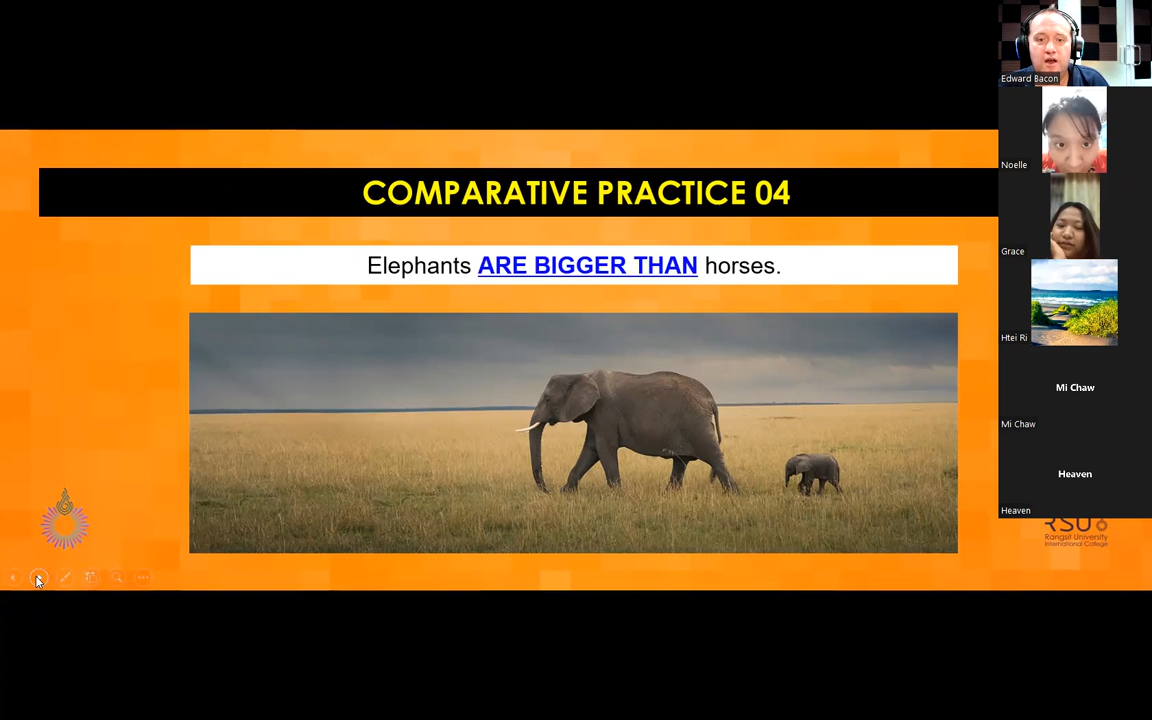 COMPARATIVE PRACTICE 04
Elephants ARE BIGGER THAN horses.
Edward Bacon
Noelle
Grace
Htei Ri
Mi Chaw
Mi Chaw
Heaven
Heaven
RSU
Rangsit University
International College